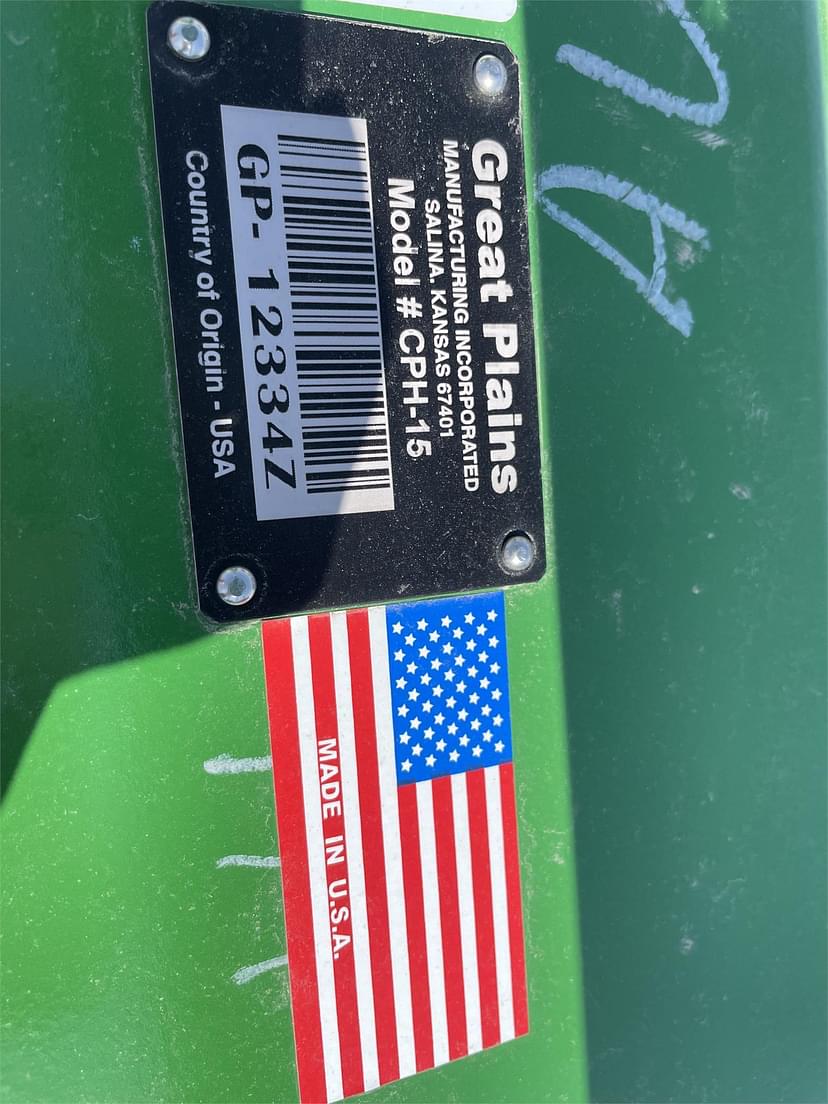 Great Plains
MANUFACTURING INCORPORATED
SALINA, KANSAS 67401
Model # CPH-15
GP- 12334Z
Country of Origin - USA
MADE IN U.S.A.